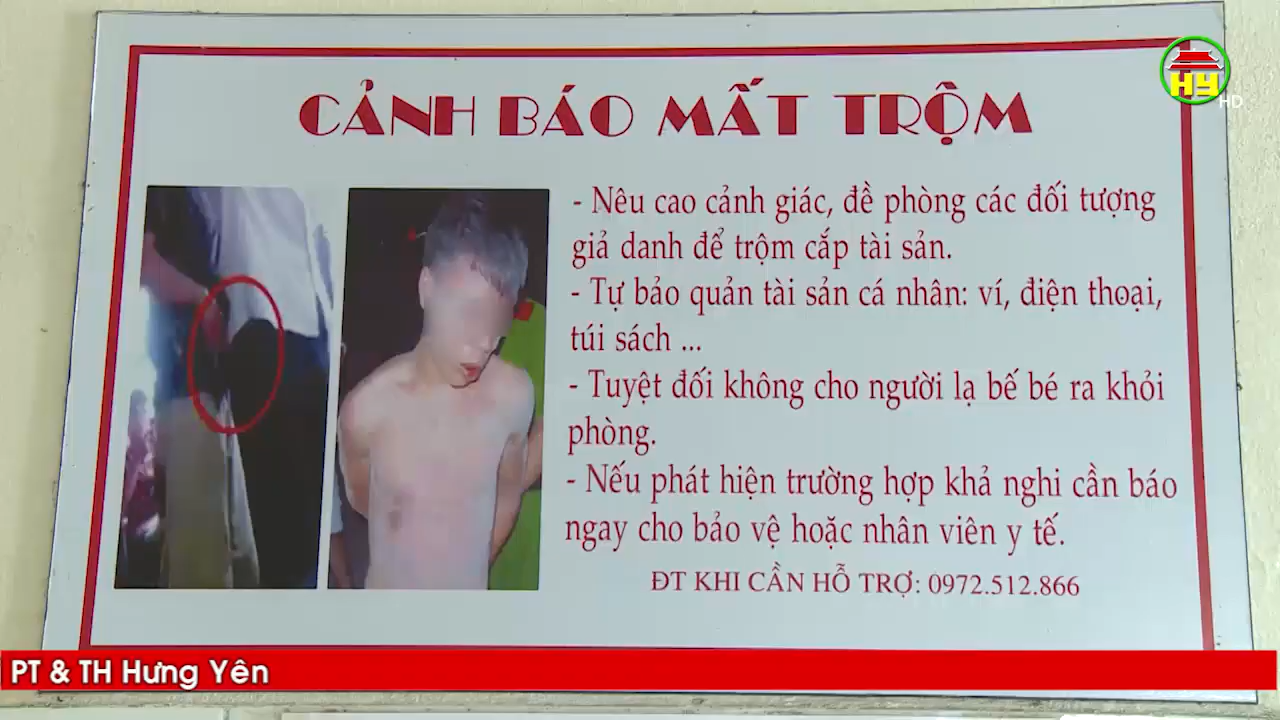 HY
HD
CẢNH BÁO MẤT TRỘM
- Nêu cao cảnh giác, đề phòng các đối tượng
giả danh để trộm cắp tài sản.
- Tự bảo quản tài sản cá nhân: ví, điện thoại,
túi sách ...
- Tuyệt đối không cho người lạ bế bé ra khỏi
phòng.
- Nếu phát hiện trường hợp khả nghi cần báo
ngay cho bảo vệ hoặc nhân viên y tế.
ĐT KHI CẦN HỖ TRỢ: 0972.512.866
PT & TH Hưng Yên